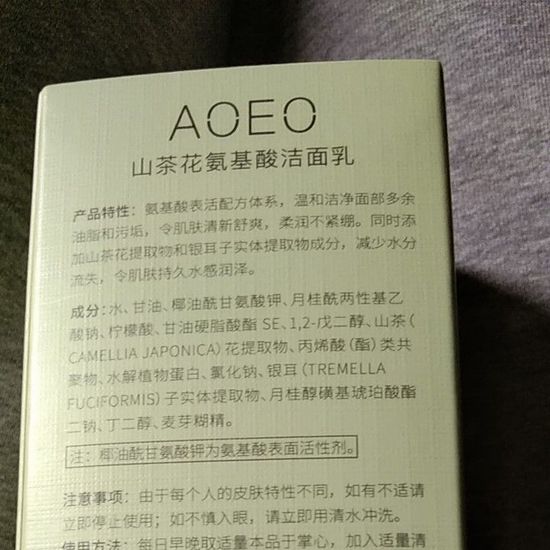 AOEO
山茶花氨基酸洁面乳
产品特性：氨基酸表活配方体系，温和洁净面部多余
油脂和污垢，令肌肤清新舒爽，柔润不紧绷。同时添
加山茶花提取物和银耳子实体提取物成分，减少水分
流失，令肌肤持久水感润泽。
成分：水、甘油、椰油酰甘氨酸钾、月桂酰两性基乙
酸钠、柠檬酸、甘油硬脂酸酯 SE、1,2-戊二醇、山茶（
CAMELLIA JAPONICA）花提取物、丙烯酸（酯）类共
聚物、水解植物蛋白、氯化钠、银耳（TREMELLA
FUCIFORMIS）子实体提取物、月桂醇磺基琥珀酸酯
二钠、丁二醇、麦芽糊精。
注：椰油酰甘氨酸钾为氨基酸表面活性剂。
注意事项：由于每个人的皮肤特性不同，如有不适请
立即停止使用；如不慎入眼，请立即用清水冲洗。
使用方法：每日早晚取适量本品于掌心，加入适量清